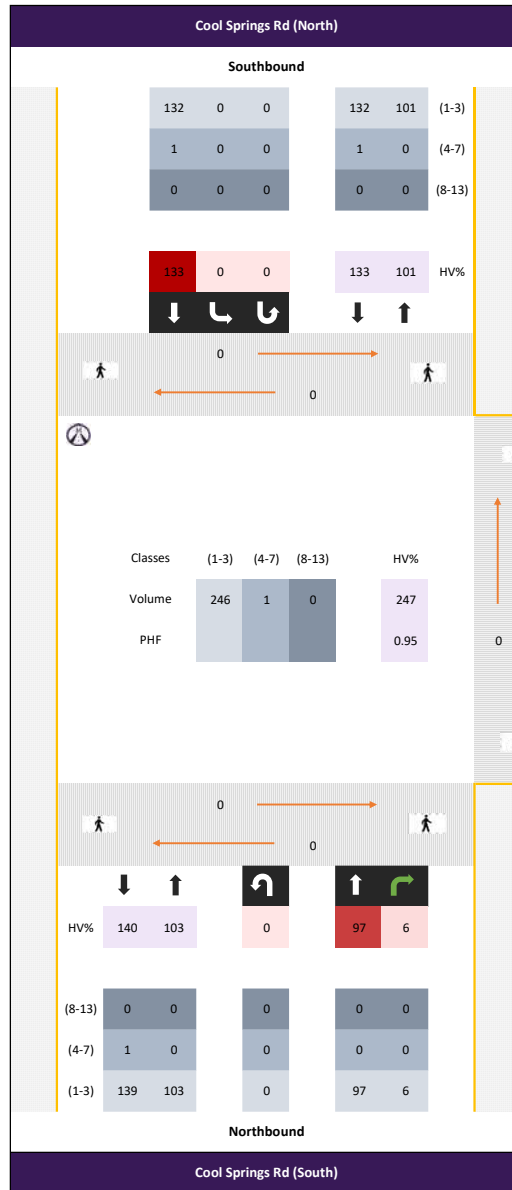 Cool Springs Rd (North)
Southbound
132 0 0 132 101 (1-3)
1 0 0 1 0 (4-7)
0 0 0 0 0 (8-13)
133 0 0 133 101 HV%
0
0
Classes (1-3) (4-7) (8-13) HV%
Volume 246 1 0 247
PHF 0.95
0
0
0
HV% 140 103 0 97 6
(8-13) 0 0 0 0 0
(4-7) 1 0 0 0 0
(1-3) 139 103 0 97 6
Northbound
Cool Springs Rd (South)